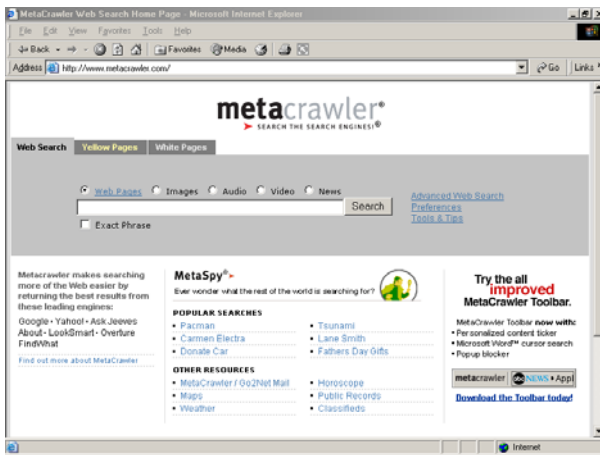 MetaCrawler Web Search Home Page - Microsoft Internet Explorer
File Edit View Favorites Tools Help
Back Favorites Media
Address http://www.metacrawler.com/ Go Links
metacrawler®
SEARCH THE SEARCH ENGINES!®
Web Search Yellow Pages White Pages
Web Pages Images Audio Video News
Search
Exact Phrase
Advanced Web Search
Preferences
Tools & Tips
Metacrawler makes searching
more of the Web easier by
returning the best results from
these leading engines:
Google • Yahoo! • Ask Jeeves
About • LookSmart • Overture
FindWhat
Find out more about MetaCrawler
MetaSpy®
Ever wonder what the rest of the world is searching for?
POPULAR SEARCHES
• Pacman
• Carmen Electra
• Donate Car
• Tsunami
• Lane Smith
• Fathers Day Gifts
OTHER RESOURCES
• MetaCrawler / Go2Net Mail
• Maps
• Weather
• Horoscope
• Public Records
• Classifieds
Try the all
improved
MetaCrawler Toolbar.
MetaCrawler Toolbar now with:
• Personalized content ticker
• Microsoft Word™ cursor search
• Popup blocker
metacrawler abc NEWS • Appl
Download the Toolbar today!
Internet